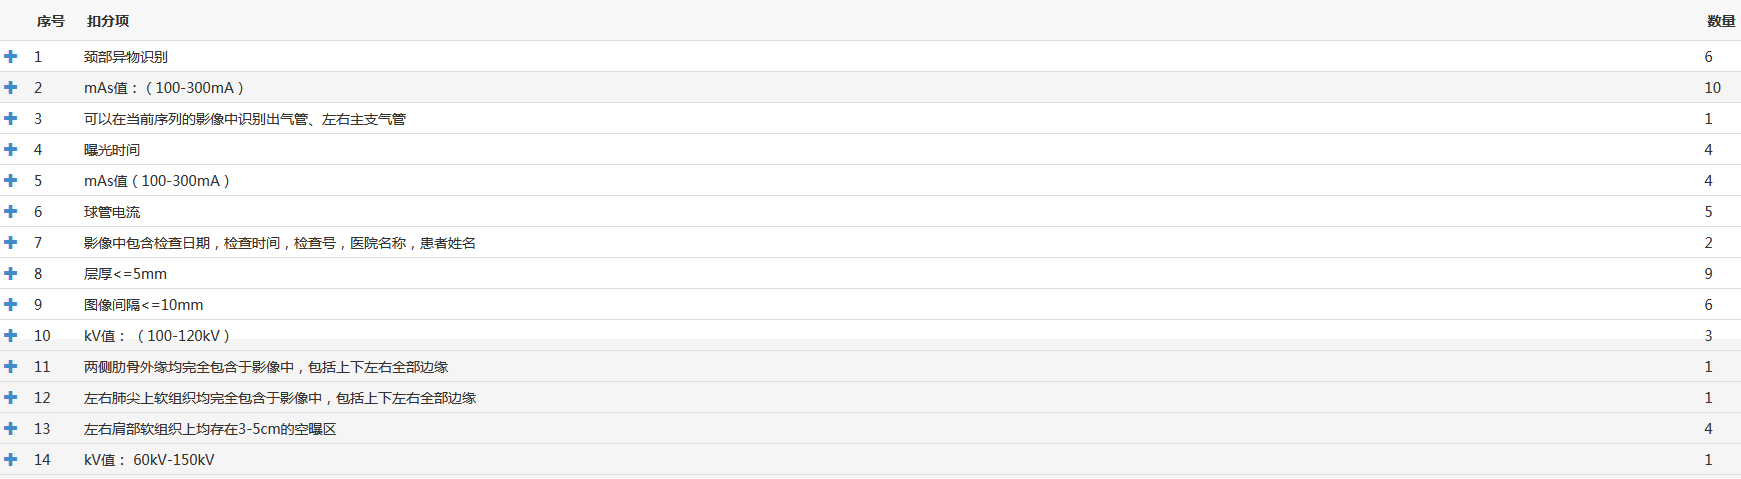 序号 扣分项 数量
1 颈部异物识别 6
2 mAs值：（100-300mA） 10
3 可以在当前序列的影像中识别出气管、左右主支气管 1
4 曝光时间 4
5 mAs值（100-300mA） 4
6 球管电流 5
7 影像中包含检查日期，检查时间，检查号，医院名称，患者姓名 2
8 层厚<=5mm 9
9 图像间隔<=10mm 6
10 kV值： （100-120kV） 3
11 两侧肋骨外缘均完全包含于影像中，包括上下左右全部边缘 1
12 左右肺尖上软组织均完全包含于影像中，包括上下左右全部边缘 1
13 左右肩部软组织上均存在3-5cm的空曝区 4
14 kV值： 60kV-150kV 1